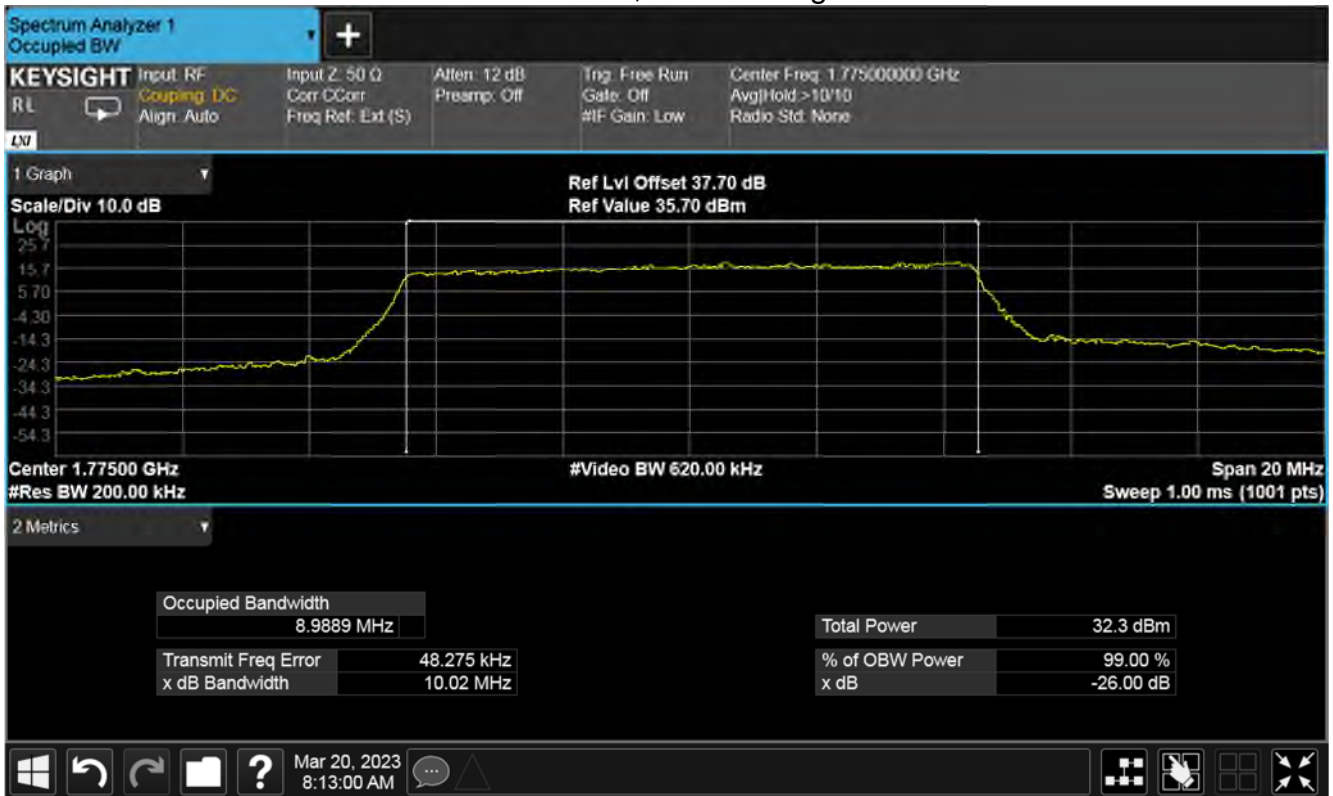 Spectrum Analyzer 1
Occupied BW
KEYSIGHT
RL
LXI
Input: RF
Coupling: DC
Align: Auto
Input Z: 50 Ω
Corr CCorr
Freq Ref: Ext (S)
Atten: 12 dB
Preamp: Off
Trig: Free Run
Gate: Off
#IF Gain: Low
Center Freq: 1.775000000 GHz
Avg|Hold:>10/10
Radio Std: None
1 Graph
Scale/Div 10.0 dB
Ref Lvl Offset 37.70 dB
Ref Value 35.70 dBm
Log
25.7
15.7
5.70
-4.30
-14.3
-24.3
-34.3
-44.3
-54.3
Center 1.77500 GHz
#Res BW 200.00 kHz
#Video BW 620.00 kHz
Span 20 MHz
Sweep 1.00 ms (1001 pts)
2 Metrics
Occupied Bandwidth
8.9889 MHz
Transmit Freq Error 48.275 kHz
x dB Bandwidth 10.02 MHz
Total Power 32.3 dBm
% of OBW Power 99.00 %
x dB -26.00 dB
?
Mar 20, 2023
8:13:00 AM